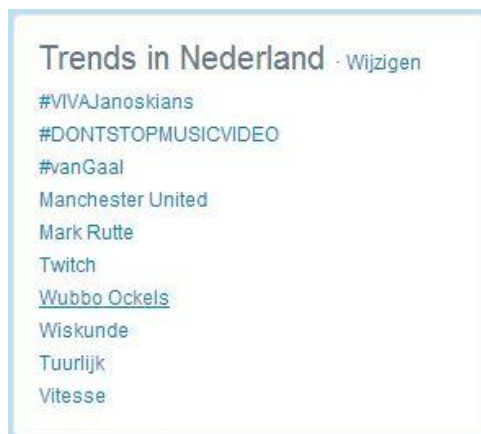 Trends in Nederland · Wijzigen
#VIVAJanoskians
#DONTSTOPMUSICVIDEO
#vanGaal
Manchester United
Mark Rutte
Twitch
Wubbo Ockels
Wiskunde
Tuurlijk
Vitesse